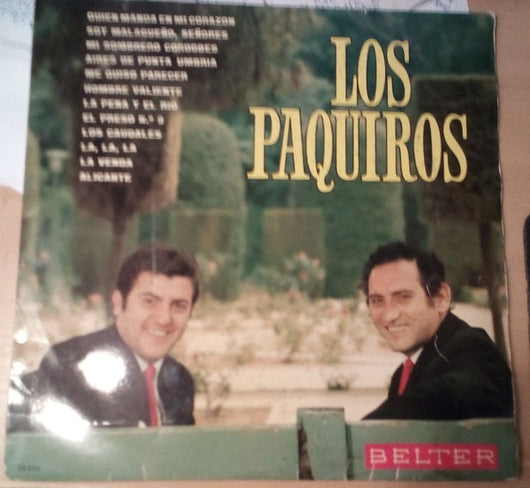 QUIEN MANDA EN MI CORAZON
SOY MALAGUEÑO, SEÑORES
MI SOMBRERO CORDOBES
AIRES DE PUNTA UMBRIA
ME QUISO PARECER
HOMBRE VALIENTE
LA PENA Y EL RIO
EL PRESO N.º 9
LOS CAUDALES
LA, LA, LA
LA VENDA
ALICANTE
LOS
PAQUIROS
BELTER